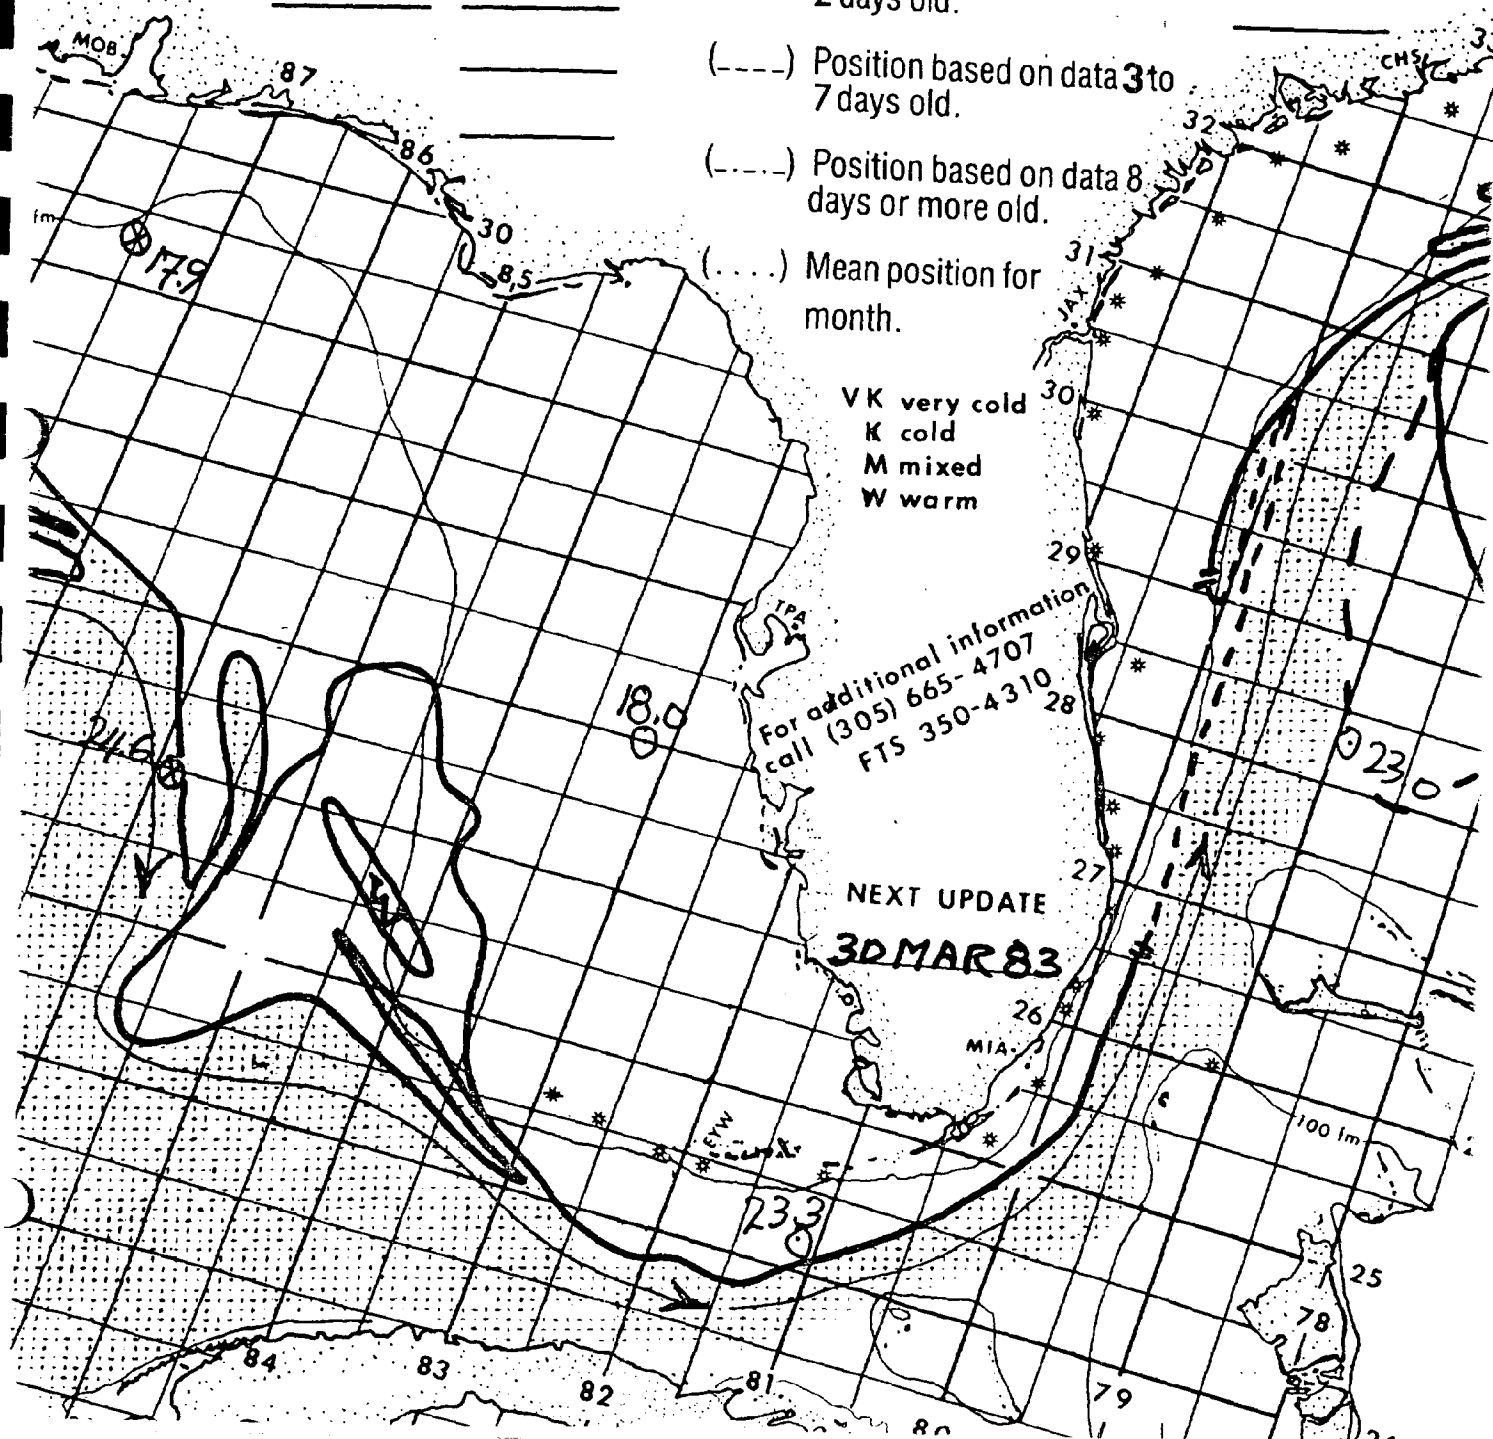 2 days old.
(----) Position based on data 3 to
7 days old.
(_._._) Position based on data 8
days or more old.
(....) Mean position for
month.
MOB
87
86
30
85
fm
17.9
CHS
32
31
JAX
30
VK very cold
K cold
M mixed
W warm
29
TPA
For additional information
call (305) 665-4707
FTS 350-4310
28
18.0
24.6
23.0
27
NEXT UPDATE
30 MAR 83
26
MIA
EYW
23.3
100 fm
25
78
84
83
82
81
79
80